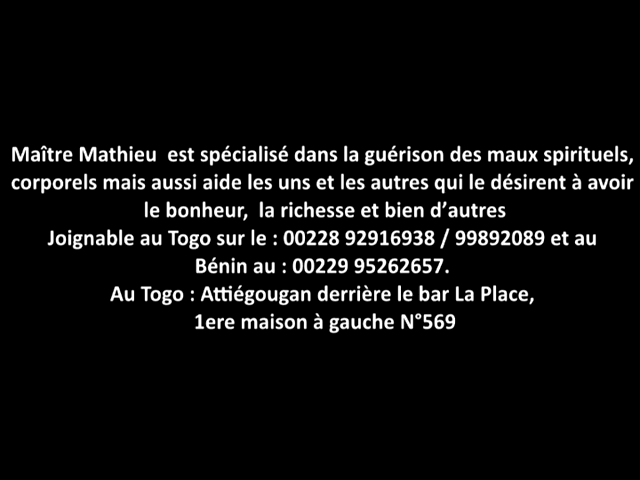 Maître Mathieu  est spécialisé dans la guérison des maux spirituels,
corporels mais aussi aide les uns et les autres qui le désirent à avoir
le bonheur,  la richesse et bien d’autres
Joignable au Togo sur le : 00228 92916938 / 99892089 et au
Bénin au : 00229 95262657.
Au Togo : Attiégougan derrière le bar La Place,
1ere maison à gauche N°569